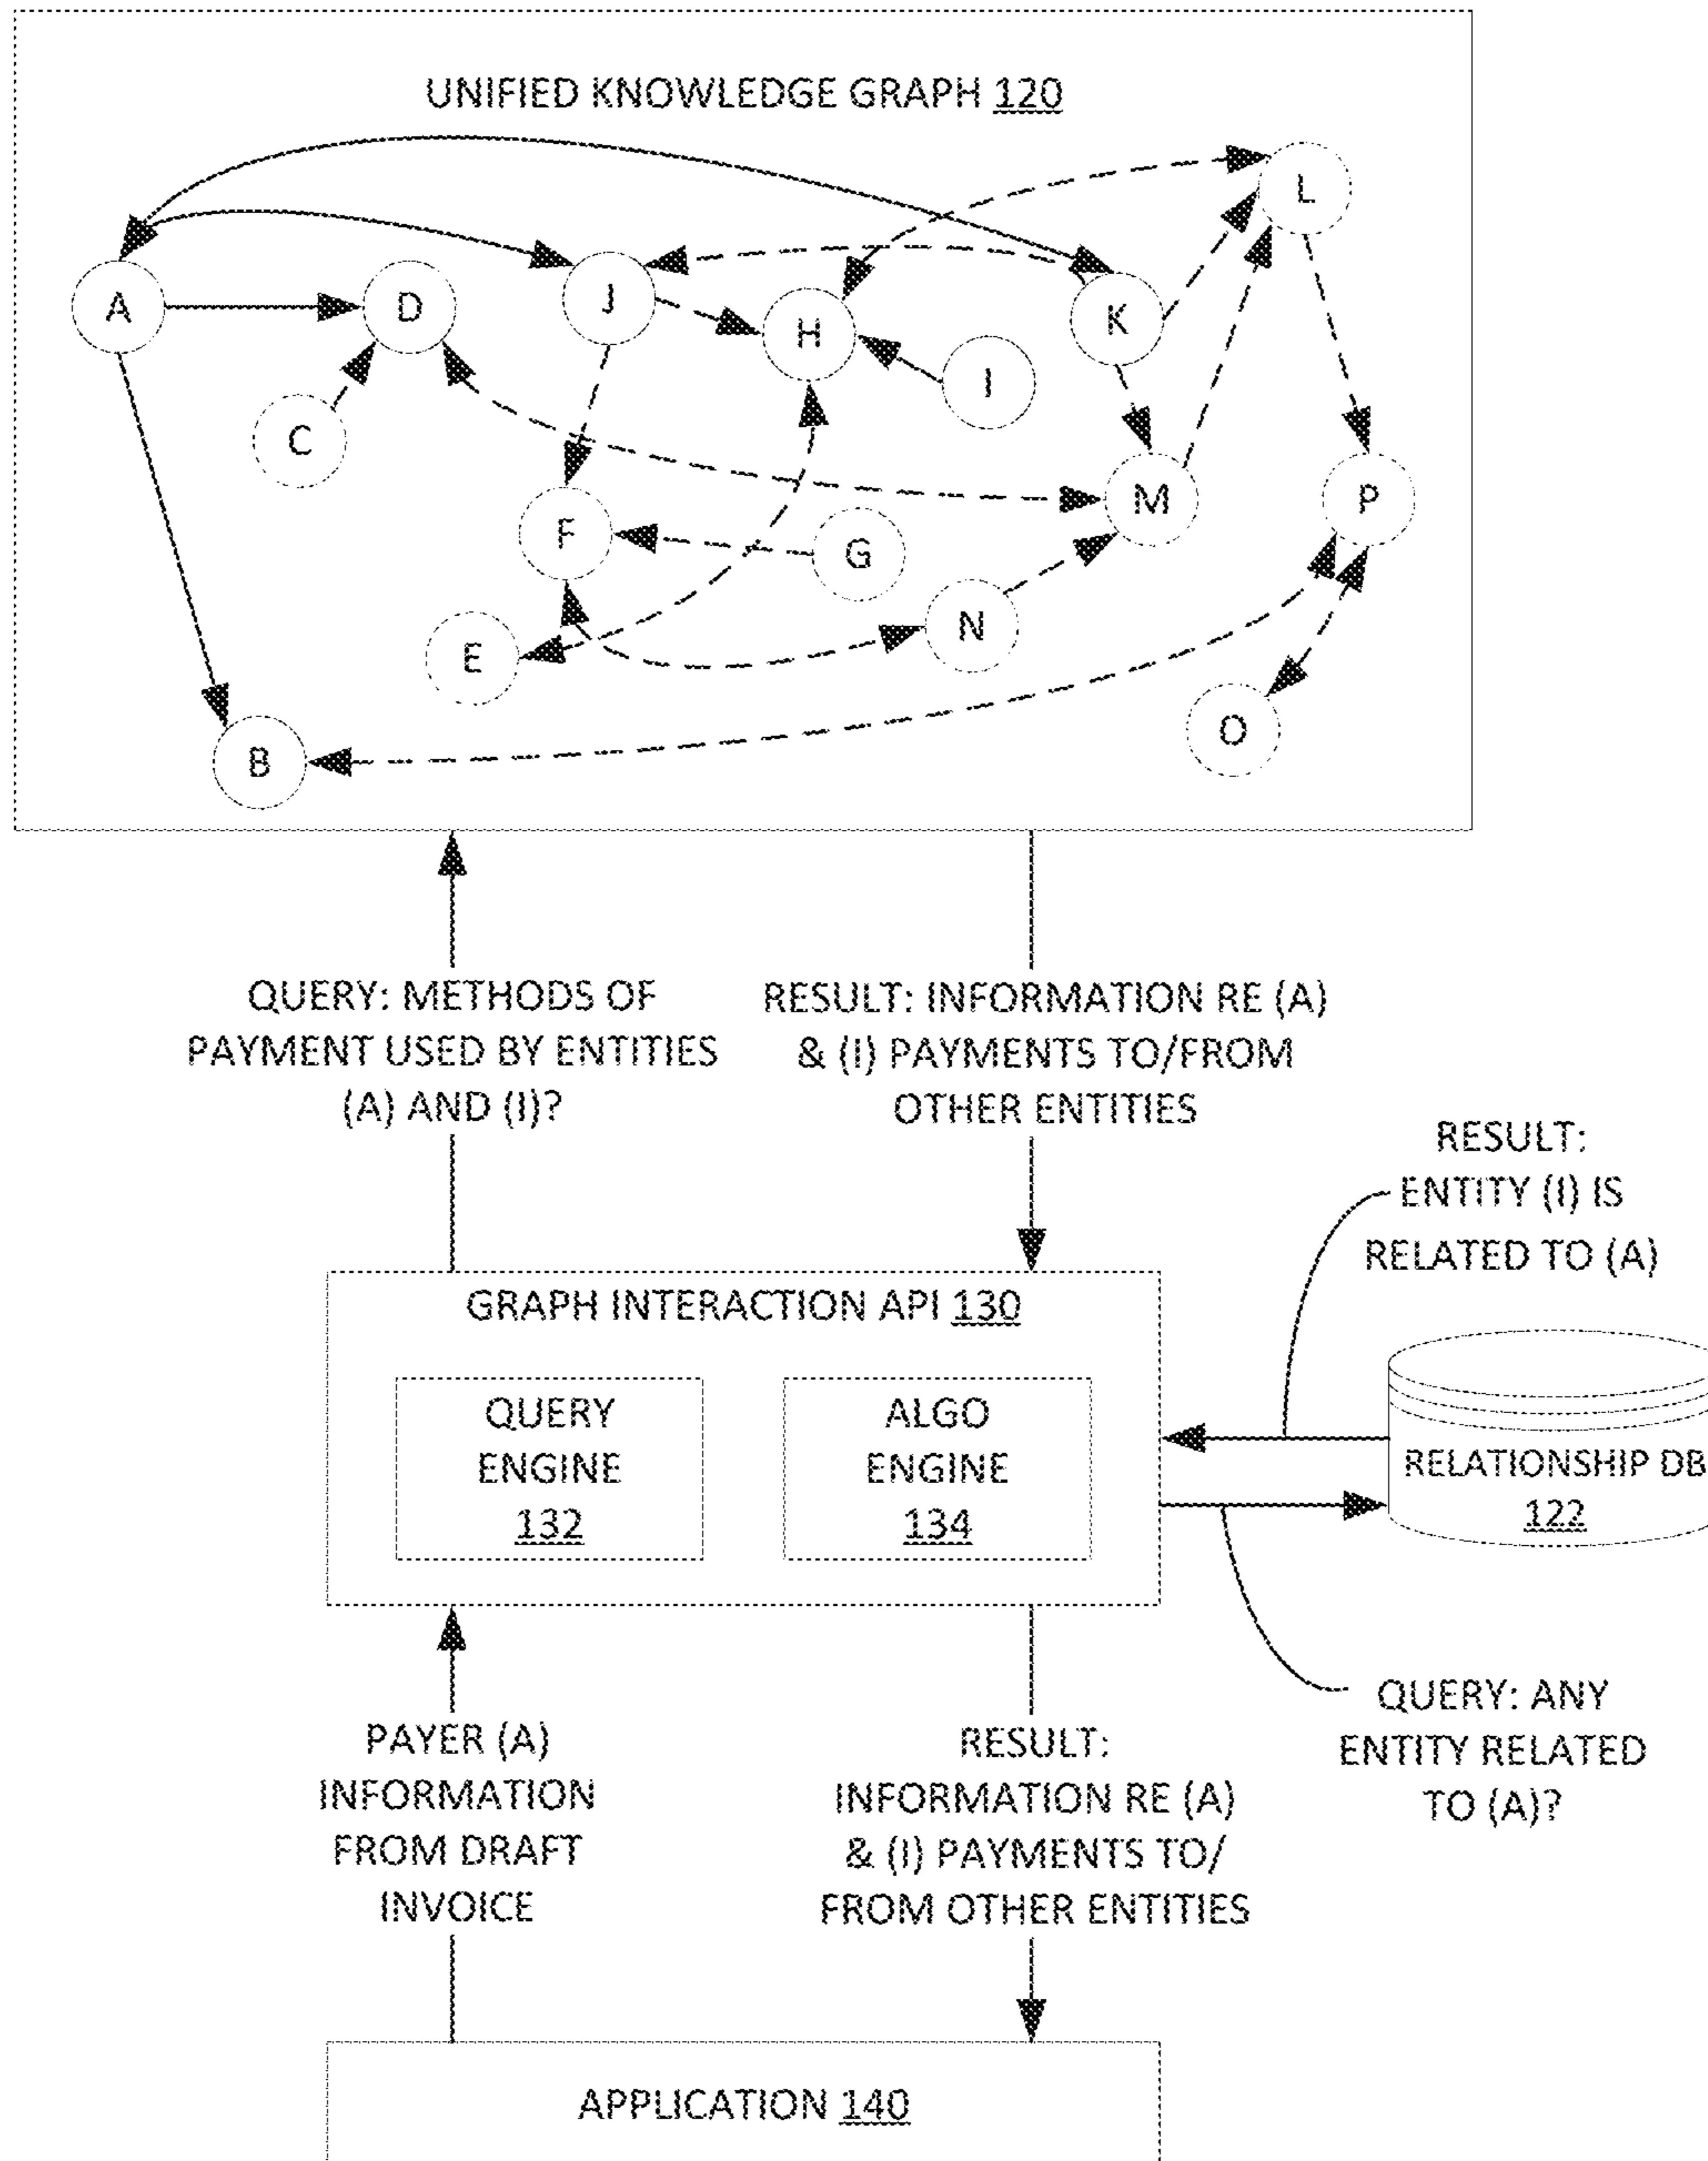 UNIFIED KNOWLEDGE GRAPH 120
L
A
D
J
H
K
I
C
M
P
F
G
N
E
O
B
QUERY: METHODS OF
PAYMENT USED BY ENTITIES
(A) AND (I)?
RESULT: INFORMATION RE (A)
& (I) PAYMENTS TO/FROM
OTHER ENTITIES
RESULT:
ENTITY (I) IS
RELATED TO (A)
GRAPH INTERACTION API 130
QUERY
ENGINE
132
ALGO
ENGINE
134
RELATIONSHIP DB
122
QUERY: ANY
ENTITY RELATED
TO (A)?
PAYER (A)
INFORMATION
FROM DRAFT
INVOICE
RESULT:
INFORMATION RE (A)
& (I) PAYMENTS TO/
FROM OTHER ENTITIES
APPLICATION 140